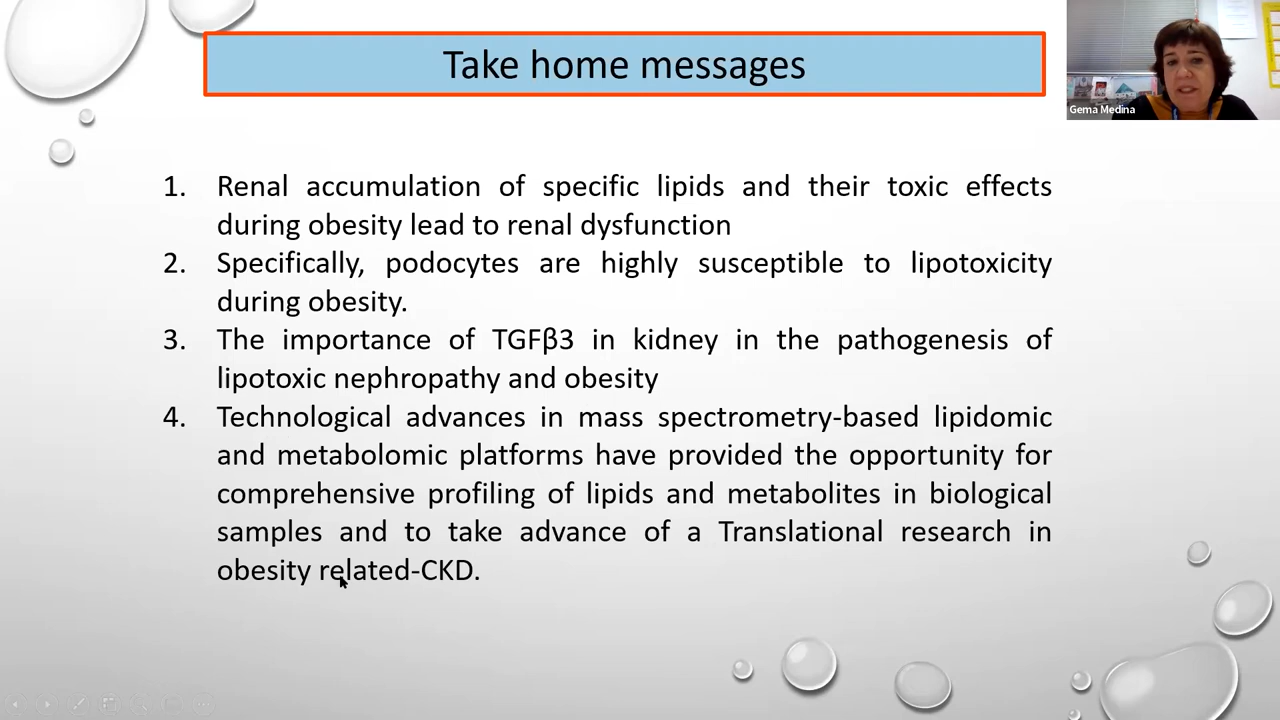 Take home messages
Gema Medina
1. Renal accumulation of specific lipids and their toxic effects
during obesity lead to renal dysfunction
2. Specifically, podocytes are highly susceptible to lipotoxicity
during obesity.
3. The importance of TGFβ3 in kidney in the pathogenesis of
lipotoxic nephropathy and obesity
4. Technological advances in mass spectrometry-based lipidomic
and metabolomic platforms have provided the opportunity for
comprehensive profiling of lipids and metabolites in biological
samples and to take advance of a Translational research in
obesity related-CKD.